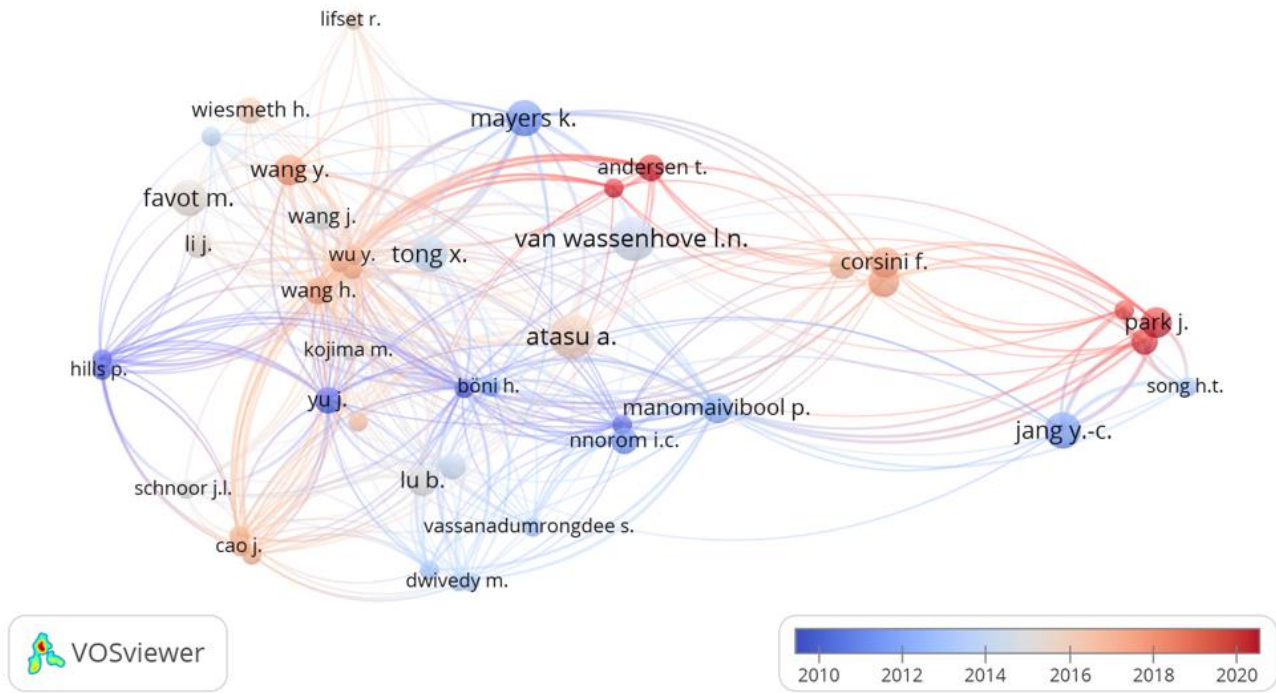 lifset r.
wiesmeth h.
mayers k.
wang y.
andersen t.
favot m.
wang j.
li j.
wu y.
tong x.
van wassenhove l.n.
corsini f.
wang h.
park j.
atasu a.
kojima m.
hills p.
böni h.
song h.t.
yu j.
manomaivibool p.
nnorom i.c.
jang y.-c.
lu b.
schnoor j.l.
vassanadumrongdee s.
cao j.
dwivedy m.
VOSviewer
2010 2012 2014 2016 2018 2020